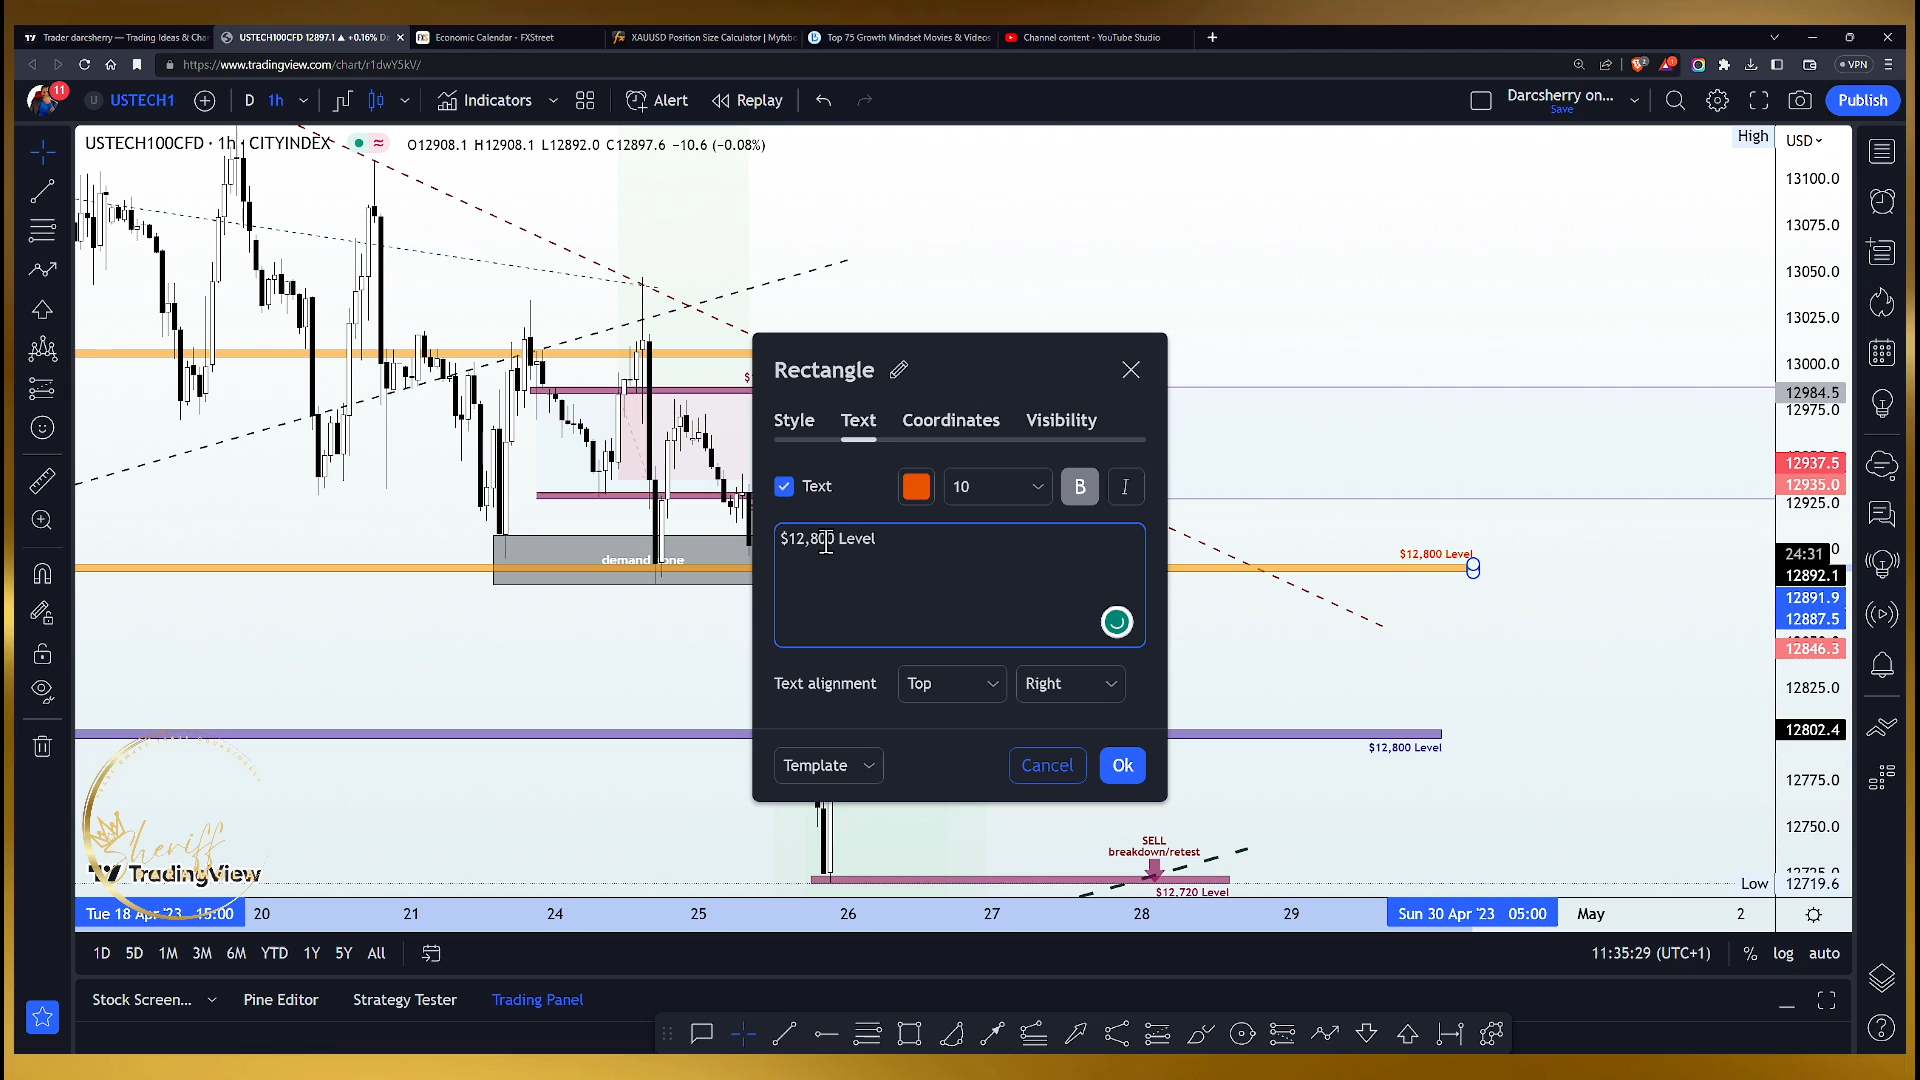 Trader darcsherry — Trading Ideas & Cha
USTECH100CFD 12897.1 ▲ +0.16% D
Economic Calendar - FXStreet
XAUUSD Position Size Calculator | Myfxbo
Top 75 Growth Mindset Movies & Videos
Channel content - YouTube Studio
https://www.tradingview.com/chart/r1dwY5kV/
2
1
VPN
11
U
USTECH1
D
1h
Indicators
Alert
Replay
Darcsherry on...
Save
Publish
USTECH100CFD · 1h · CITYINDEX
O12908.1 H12908.1 L12892.0 C12897.6 −10.6 (−0.08%)
High
USD
13100.0
13075.0
13050.0
13025.0
13000.0
12984.5
12975.0
12937.5
12935.0
12925.0
24:31
12892.1
12891.9
12887.5
12846.3
12825.0
12802.4
12775.0
12750.0
Low
12719.6
Rectangle
Style
Text
Coordinates
Visibility
Text
10
B
I
$12,800 Level
Text alignment
Top
Right
Template
Cancel
Ok
$12,800 Level
$12,800 Level
SELL
breakdown/retest
$12,720 Level
Sheriff
TradingView
Tue 18 Apr '23 15:00
20
21
24
25
26
27
28
29
Sun 30 Apr '23 05:00
May
2
1D
5D
1M
3M
6M
YTD
1Y
5Y
All
11:35:29 (UTC+1)
%
log
auto
Stock Screen...
Pine Editor
Strategy Tester
Trading Panel